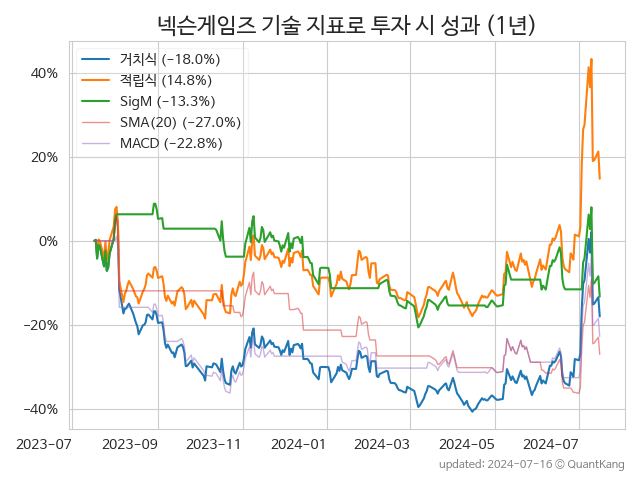 넥슨게임즈 기술 지표로 투자 시 성과 (1년)
거치식 (−18.0%)
적립식 (14.8%)
SigM (−13.3%)
SMA(20) (−27.0%)
MACD (−22.8%)
40%
20%
0%
−20%
−40%
2023-07 2023-09 2023-11 2024-01 2024-03 2024-05 2024-07
updated: 2024-07-16 © QuantKang